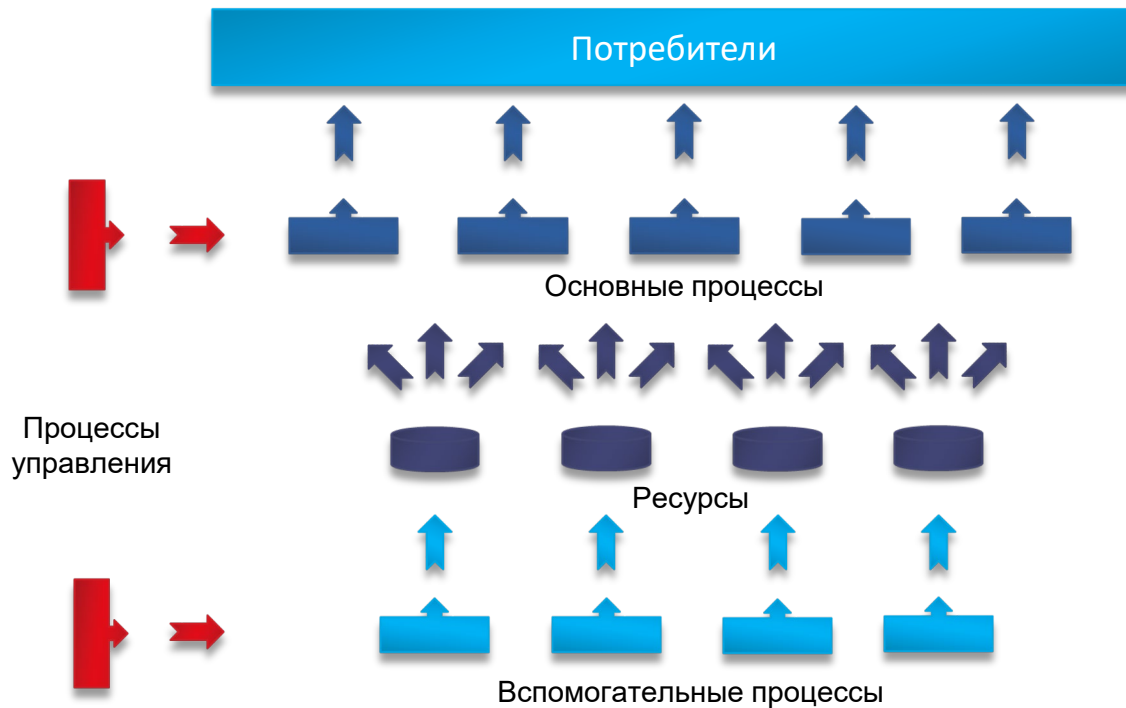 Потребители
Основные процессы
Процессы
управления
Ресурсы
Вспомогательные процессы